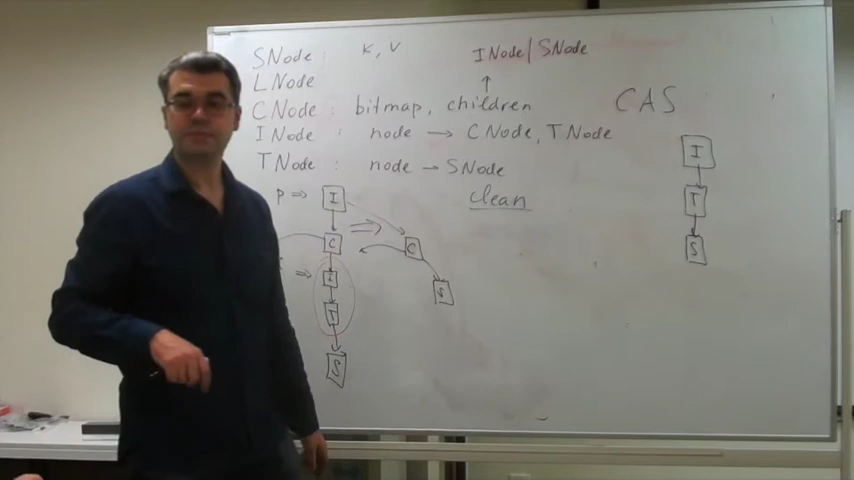 SNode : K, V
INode/SNode
LNode
CNode : bitmap, children
CAS
INode : node → CNode, TNode
TNode : node → SNode
clean
P ⇒ I
C
C
⇒ I
T
S
S
I
T
S